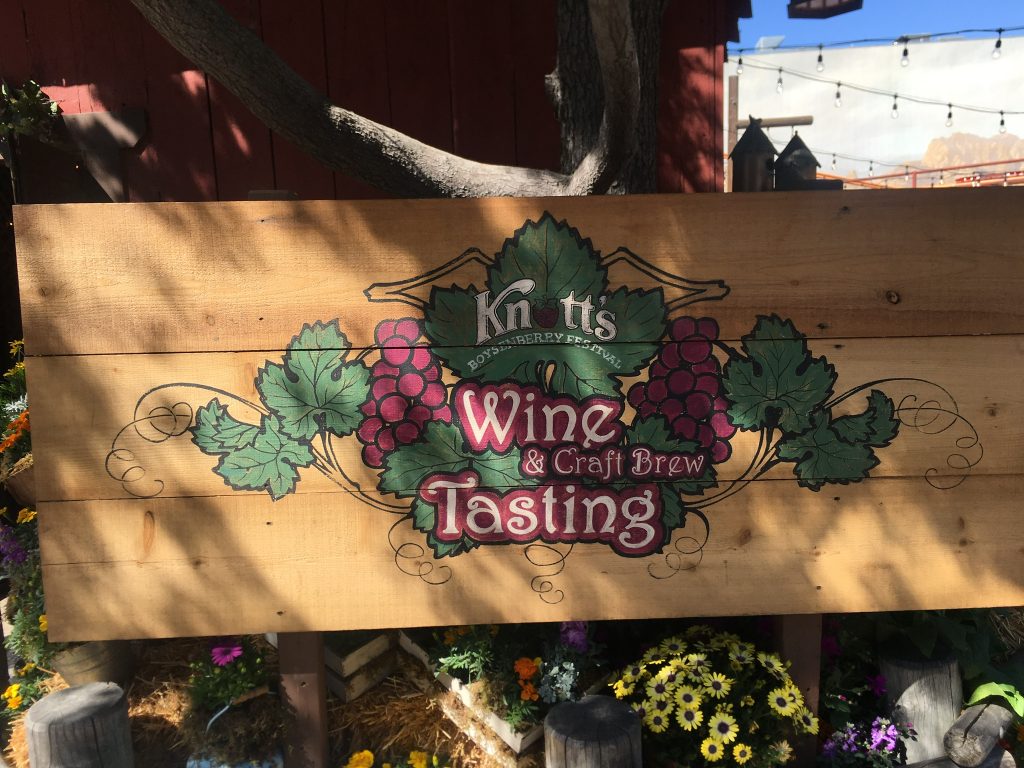 Knott's
BOYSENBERRY FESTIVAL
Wine
& Craft Brew
Tasting